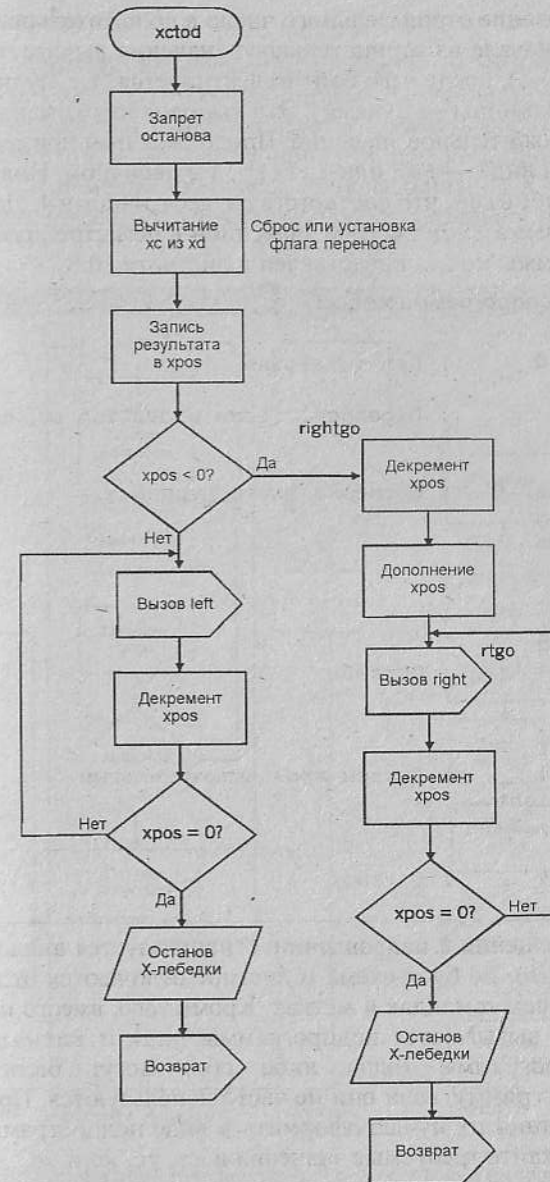 xctod
Запрет
останова
Вычитание
xc из xd
Сброс или установка
флага переноса
Запись
результата
в xpos
xpos < 0?
Да
Нет
Вызов left
Декремент
xpos
xpos = 0?
Нет
Да
Останов
X-лебедки
Возврат
rightgo
Декремент
xpos
Дополнение
xpos
rtgo
Вызов right
Декремент
xpos
xpos = 0?
Нет
Да
Останов
X-лебедки
Возврат